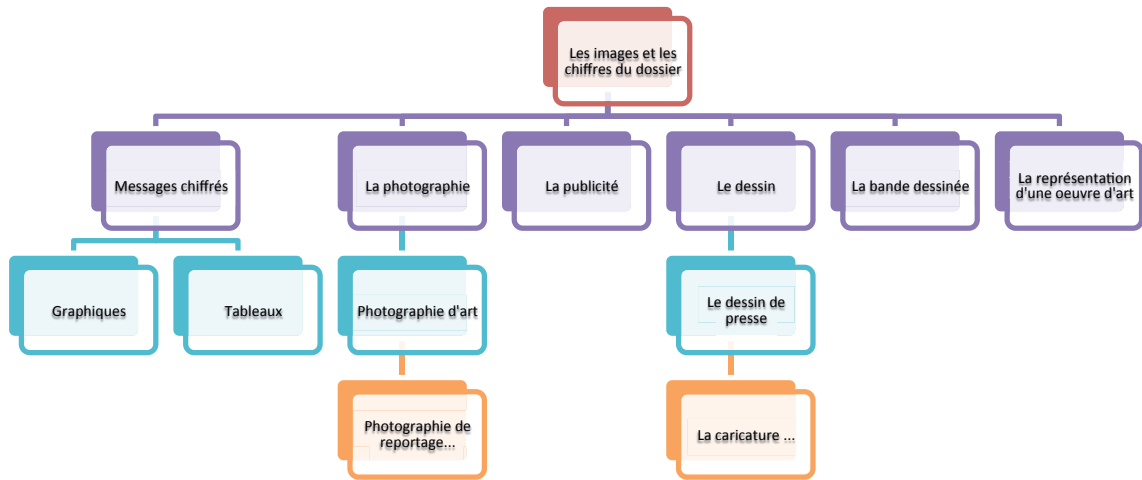 Les images et les
chiffres du dossier
Messages chiffrés
La photographie
La publicité
Le dessin
La bande dessinée
La représentation
d'une oeuvre d'art
Graphiques
Tableaux
Photographie d'art
Le dessin de
presse
Photographie de
reportage...
La caricature ...